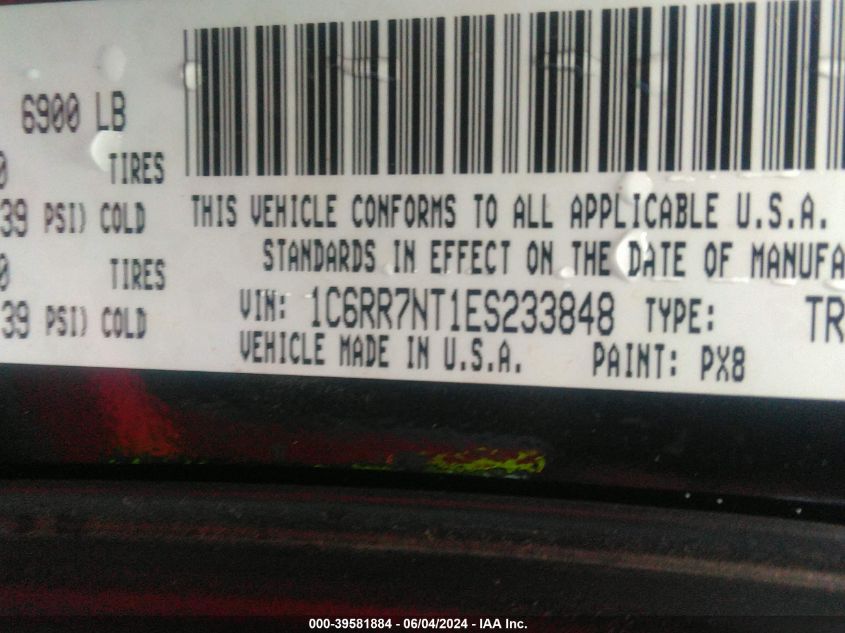 6900 LB
0 TIRES
39 PSI) COLD
0 TIRES
39 PSI) COLD
THIS VEHICLE CONFORMS TO ALL APPLICABLE U.S.A.
STANDARDS IN EFFECT ON THE DATE OF MANUFA
VIN: 1C6RR7NT1ES233848 TYPE: TR
VEHICLE MADE IN U.S.A. PAINT: PX8
000-39581884 - 06/04/2024 - IAA Inc.